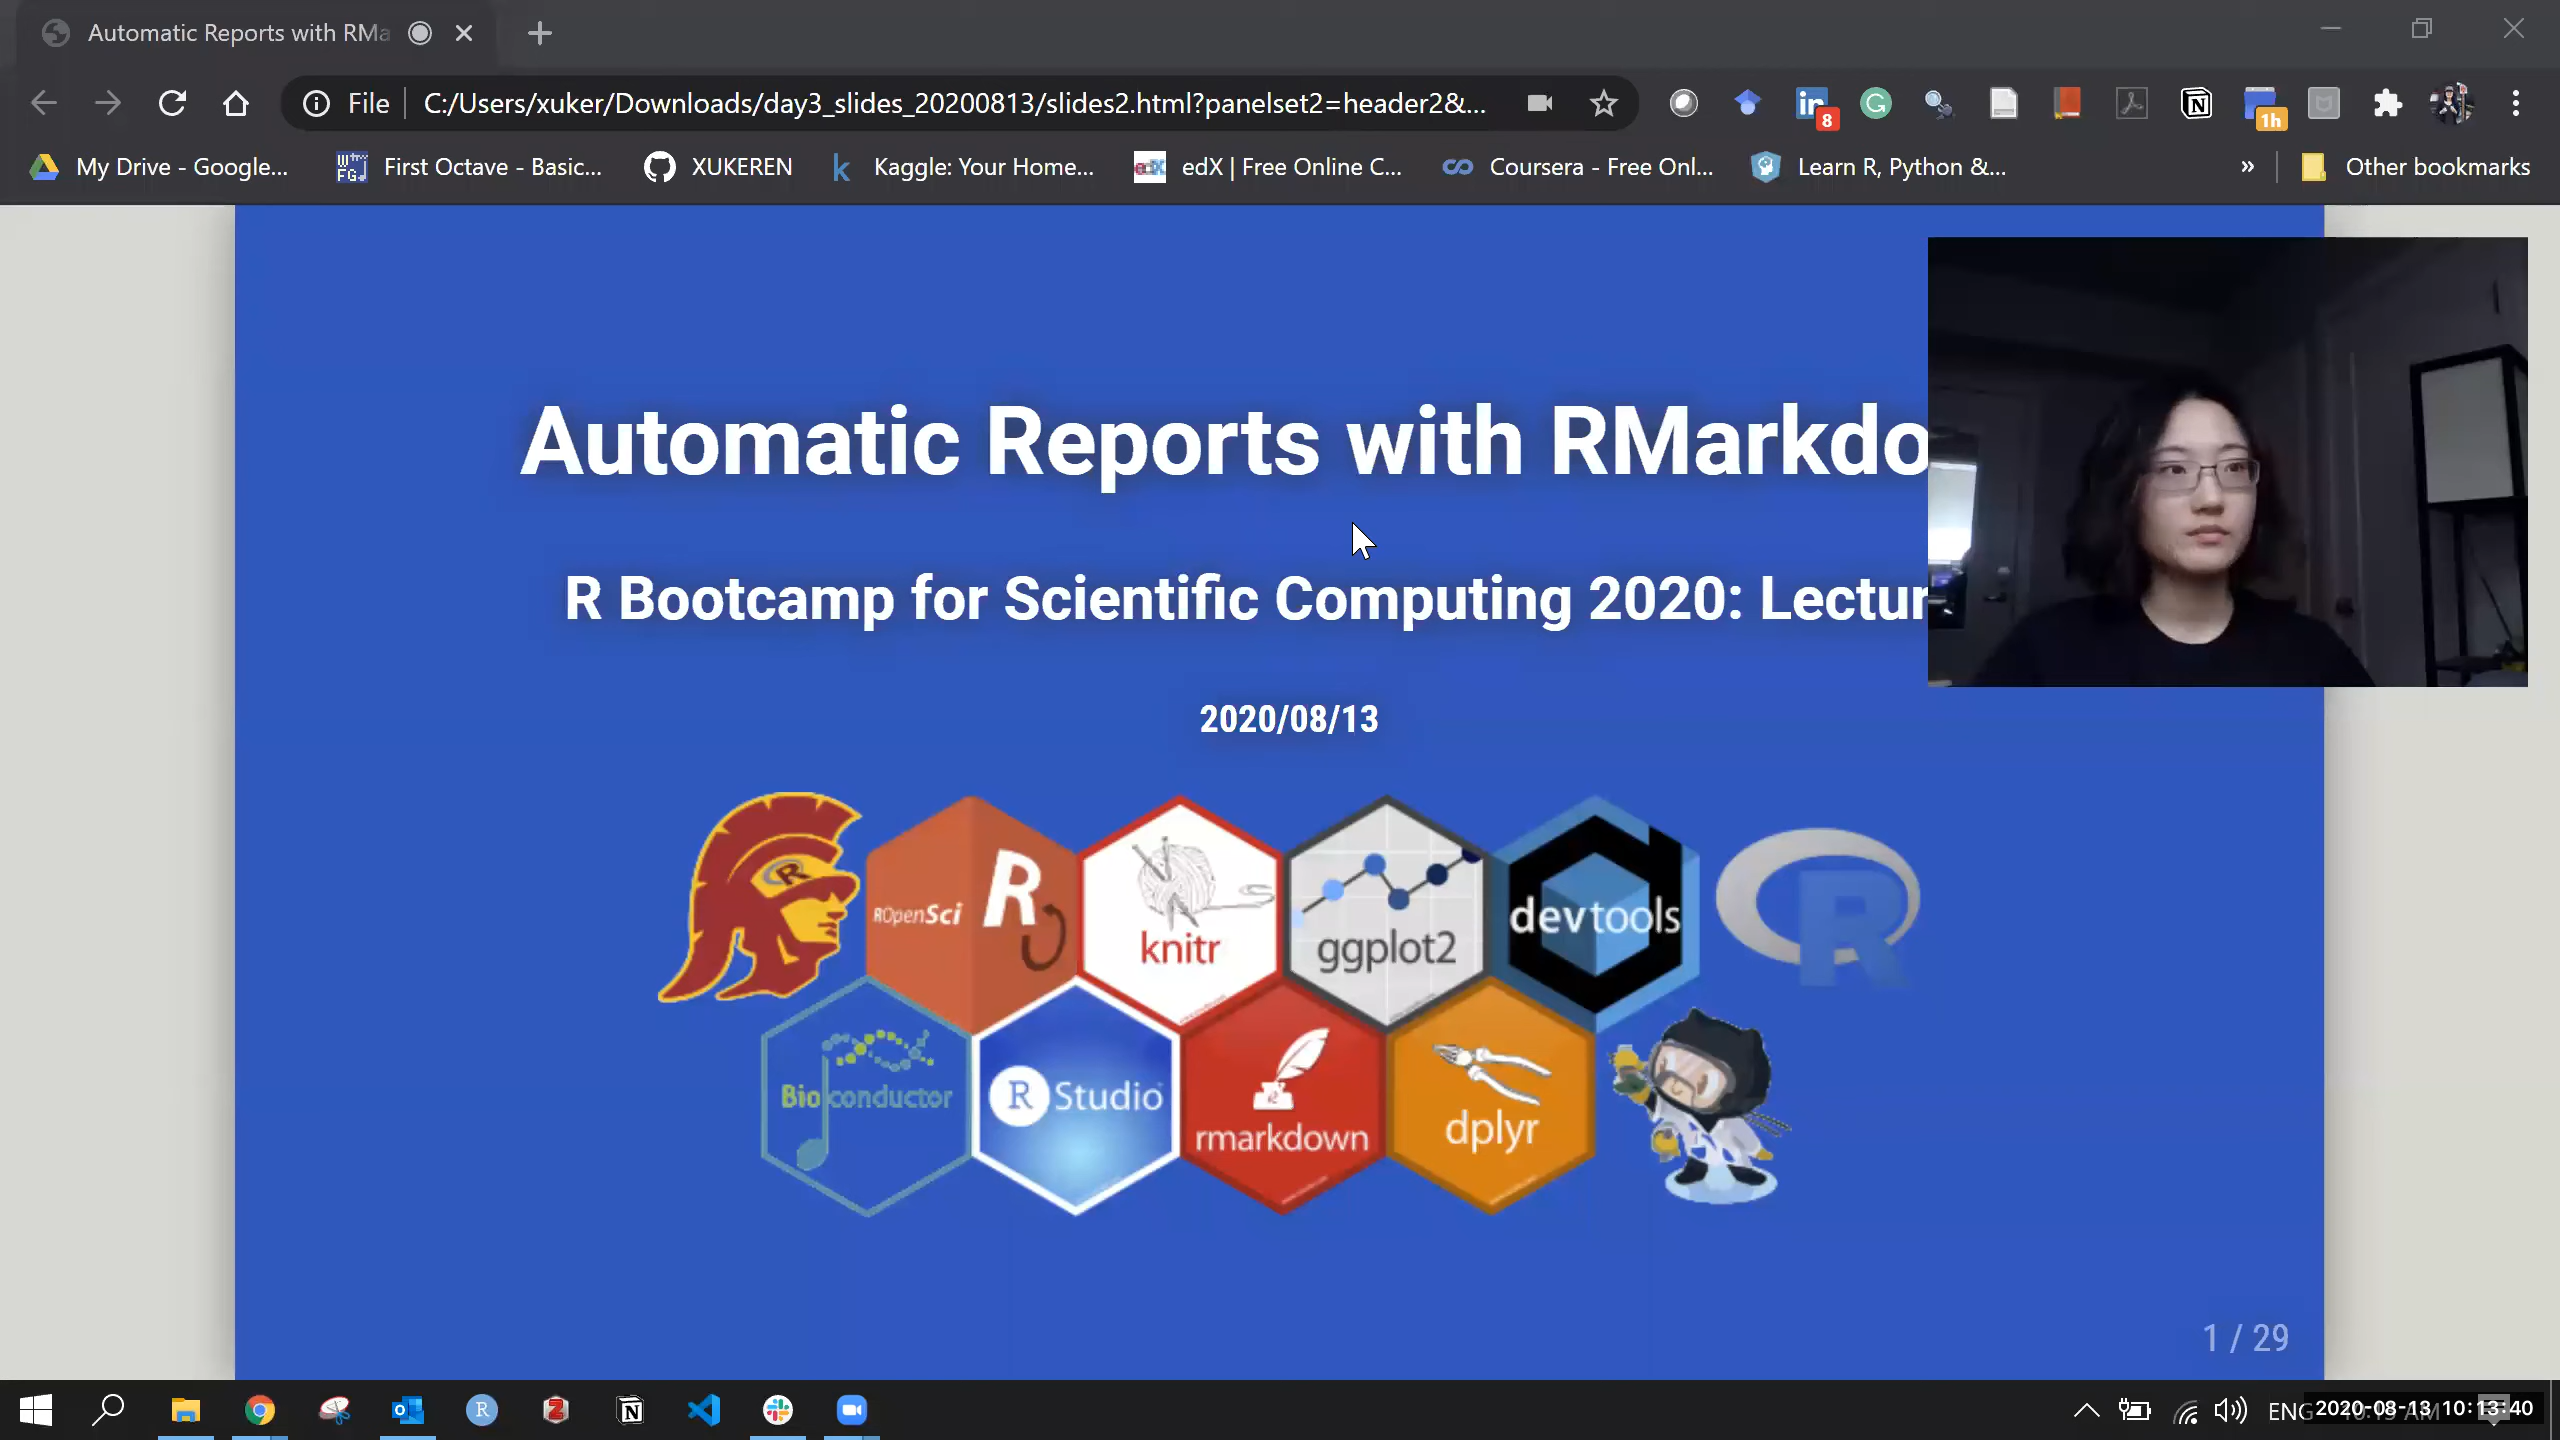 Automatic Reports with RMa
File
C:/Users/xuker/Downloads/day3_slides_20200813/slides2.html?panelset2=header2&...
8
1h
My Drive - Google...
First Octave - Basic...
XUKEREN
Kaggle: Your Home...
edX
edX | Free Online C...
Coursera - Free Onl...
Learn R, Python &...
»
Other bookmarks
Automatic Reports with RMarkdo
R Bootcamp for Scientific Computing 2020: Lectur
2020/08/13
ROpenSci
R
knitr
ggplot2
devtools
R
Bioconductor
R Studio
rmarkdown
dplyr
1 / 29
ENG
2020-08-13 10:13:40